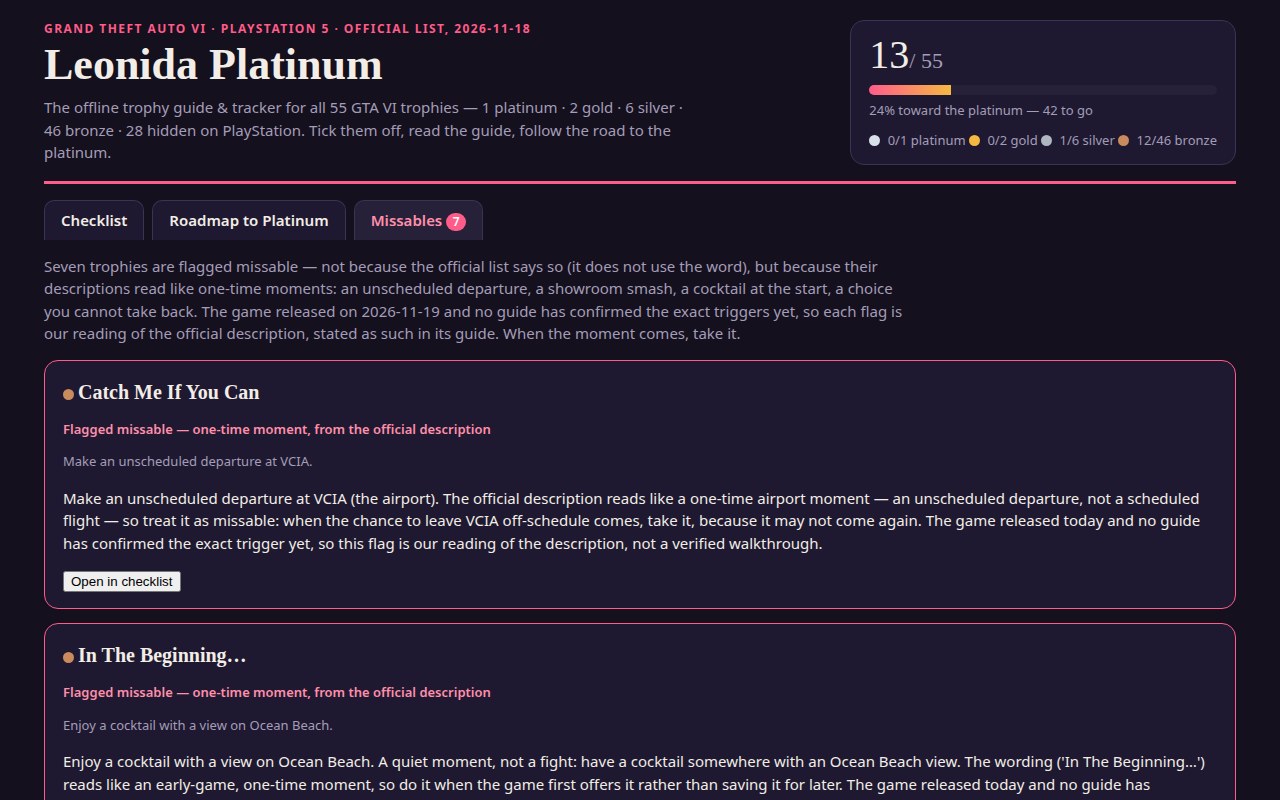 GRAND THEFT AUTO VI · PLAYSTATION 5 · OFFICIAL LIST, 2026-11-18
Leonida Platinum
The offline trophy guide & tracker for all 55 GTA VI trophies — 1 platinum · 2 gold · 6 silver ·
46 bronze · 28 hidden on PlayStation. Tick them off, read the guide, follow the road to the
platinum.
13/ 55
24% toward the platinum — 42 to go
0/1 platinum 0/2 gold 1/6 silver 12/46 bronze
Checklist Roadmap to Platinum Missables 7
Seven trophies are flagged missable — not because the official list says so (it does not use the word), but because their
descriptions read like one-time moments: an unscheduled departure, a showroom smash, a cocktail at the start, a choice
you cannot take back. The game released on 2026-11-19 and no guide has confirmed the exact triggers yet, so each flag is
our reading of the official description, stated as such in its guide. When the moment comes, take it.
Catch Me If You Can
Flagged missable — one-time moment, from the official description
Make an unscheduled departure at VCIA.
Make an unscheduled departure at VCIA (the airport). The official description reads like a one-time airport moment — an unscheduled departure, not a scheduled
flight — so treat it as missable: when the chance to leave VCIA off-schedule comes, take it, because it may not come again. The game released today and no guide
has confirmed the exact trigger yet, so this flag is our reading of the description, not a verified walkthrough.
Open in checklist
In The Beginning…
Flagged missable — one-time moment, from the official description
Enjoy a cocktail with a view on Ocean Beach.
Enjoy a cocktail with a view on Ocean Beach. A quiet moment, not a fight: have a cocktail somewhere with an Ocean Beach view. The wording ('In The Beginning…')
reads like an early-game, one-time moment, so do it when the game first offers it rather than saving it for later. The game released today and no guide has